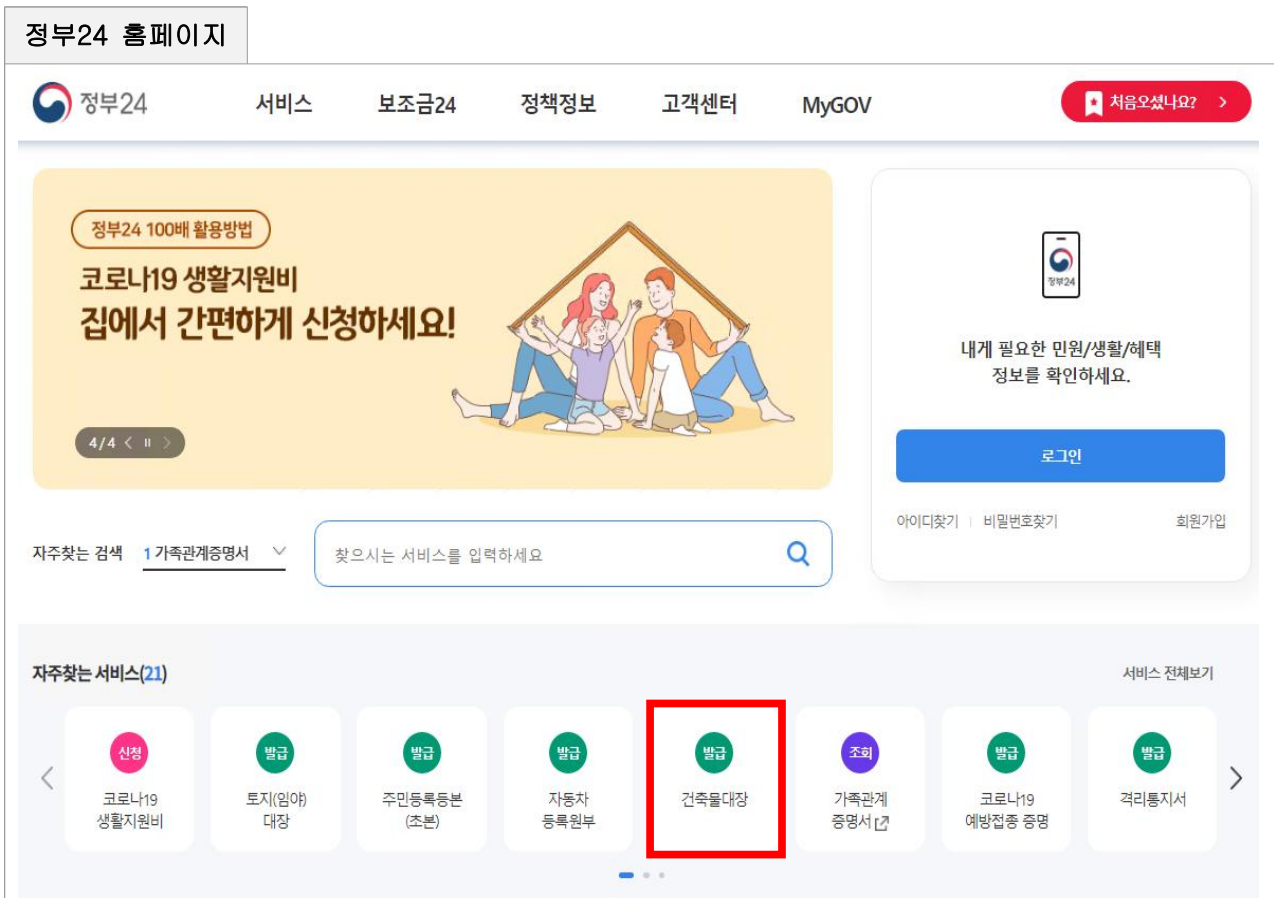 정부24 홈페이지
정부24
서비스
보조금24
정책정보
고객센터
MyGOV
처음오셨나요?
정부24 100배 활용방법
코로나19 생활지원비
집에서 간편하게 신청하세요!
4/4
정부24
내게 필요한 민원/생활/혜택
정보를 확인하세요.
로그인
아이디찾기
비밀번호찾기
회원가입
자주찾는 검색
1 가족관계증명서
찾으시는 서비스를 입력하세요
자주찾는 서비스(21)
서비스 전체보기
신청
코로나19
생활지원비
발급
토지(임야)
대장
발급
주민등록등본
(초본)
발급
자동차
등록원부
발급
건축물대장
조회
가족관계
증명서
발급
코로나19
예방접종 증명
발급
격리통지서